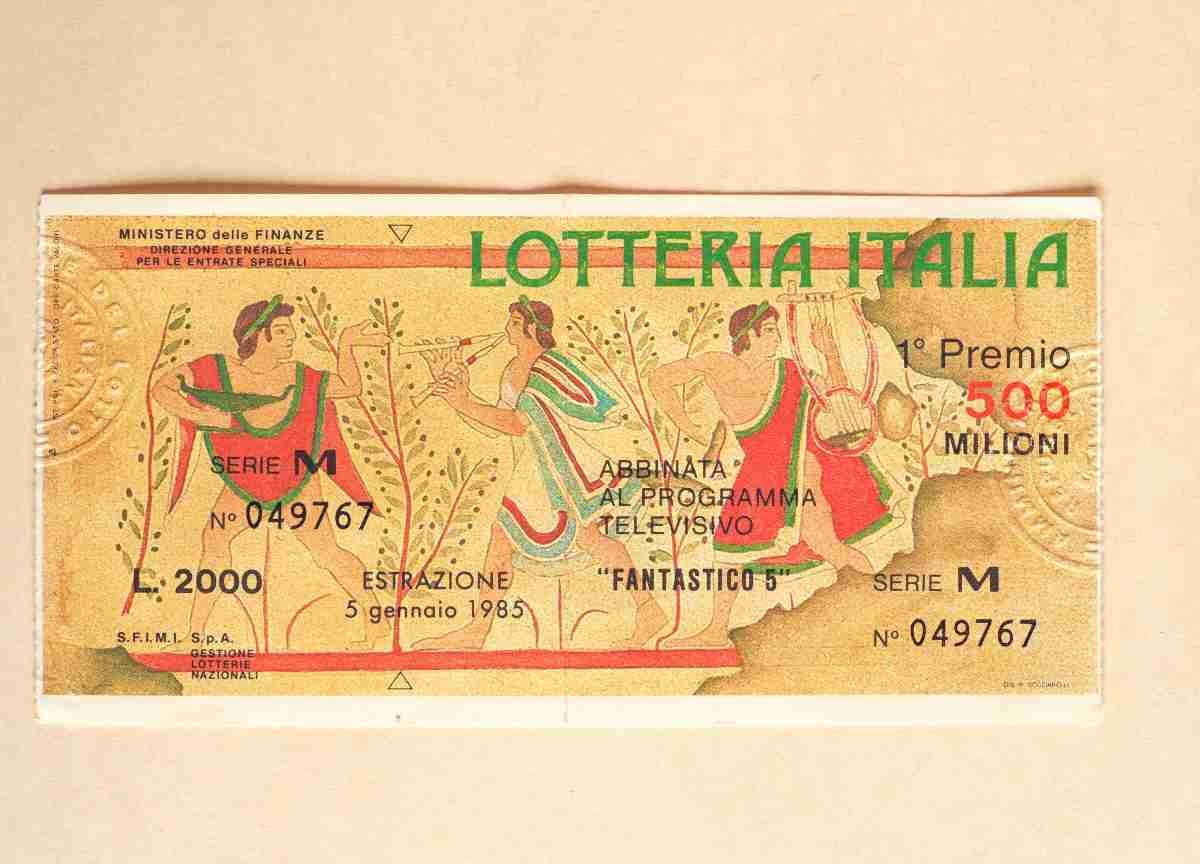 MINISTERO delle FINANZE
DIREZIONE GENERALE
PER LE ENTRATE SPECIALI
LOTTERIA ITALIA
1° Premio
500
MILIONI
SERIE M
N° 049767
ABBINATA
AL PROGRAMMA
TELEVISIVO
"FANTASTICO 5"
L. 2000
ESTRAZIONE
5 gennaio 1985
SERIE M
N° 049767
S.F.I.M.I. S.p.A.
GESTIONE
LOTTERIE
NAZIONALI